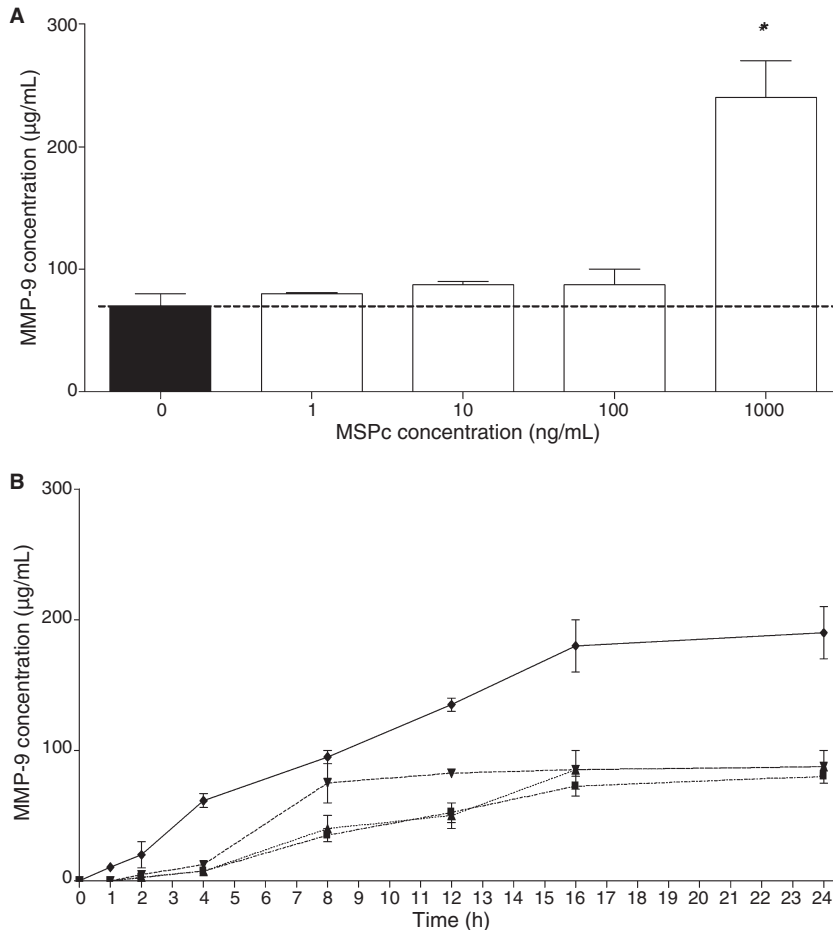 A
300
200
100
0
MMP-9 concentration (µg/mL)
*
0 1 10 100 1000
MSPc concentration (ng/mL)
B
300
200
100
0
MMP-9 concentration (µg/mL)
0 1 2 3 4 5 6 7 8 9 10 11 12 13 14 15 16 17 18 19 20 21 22 23 24
Time (h)